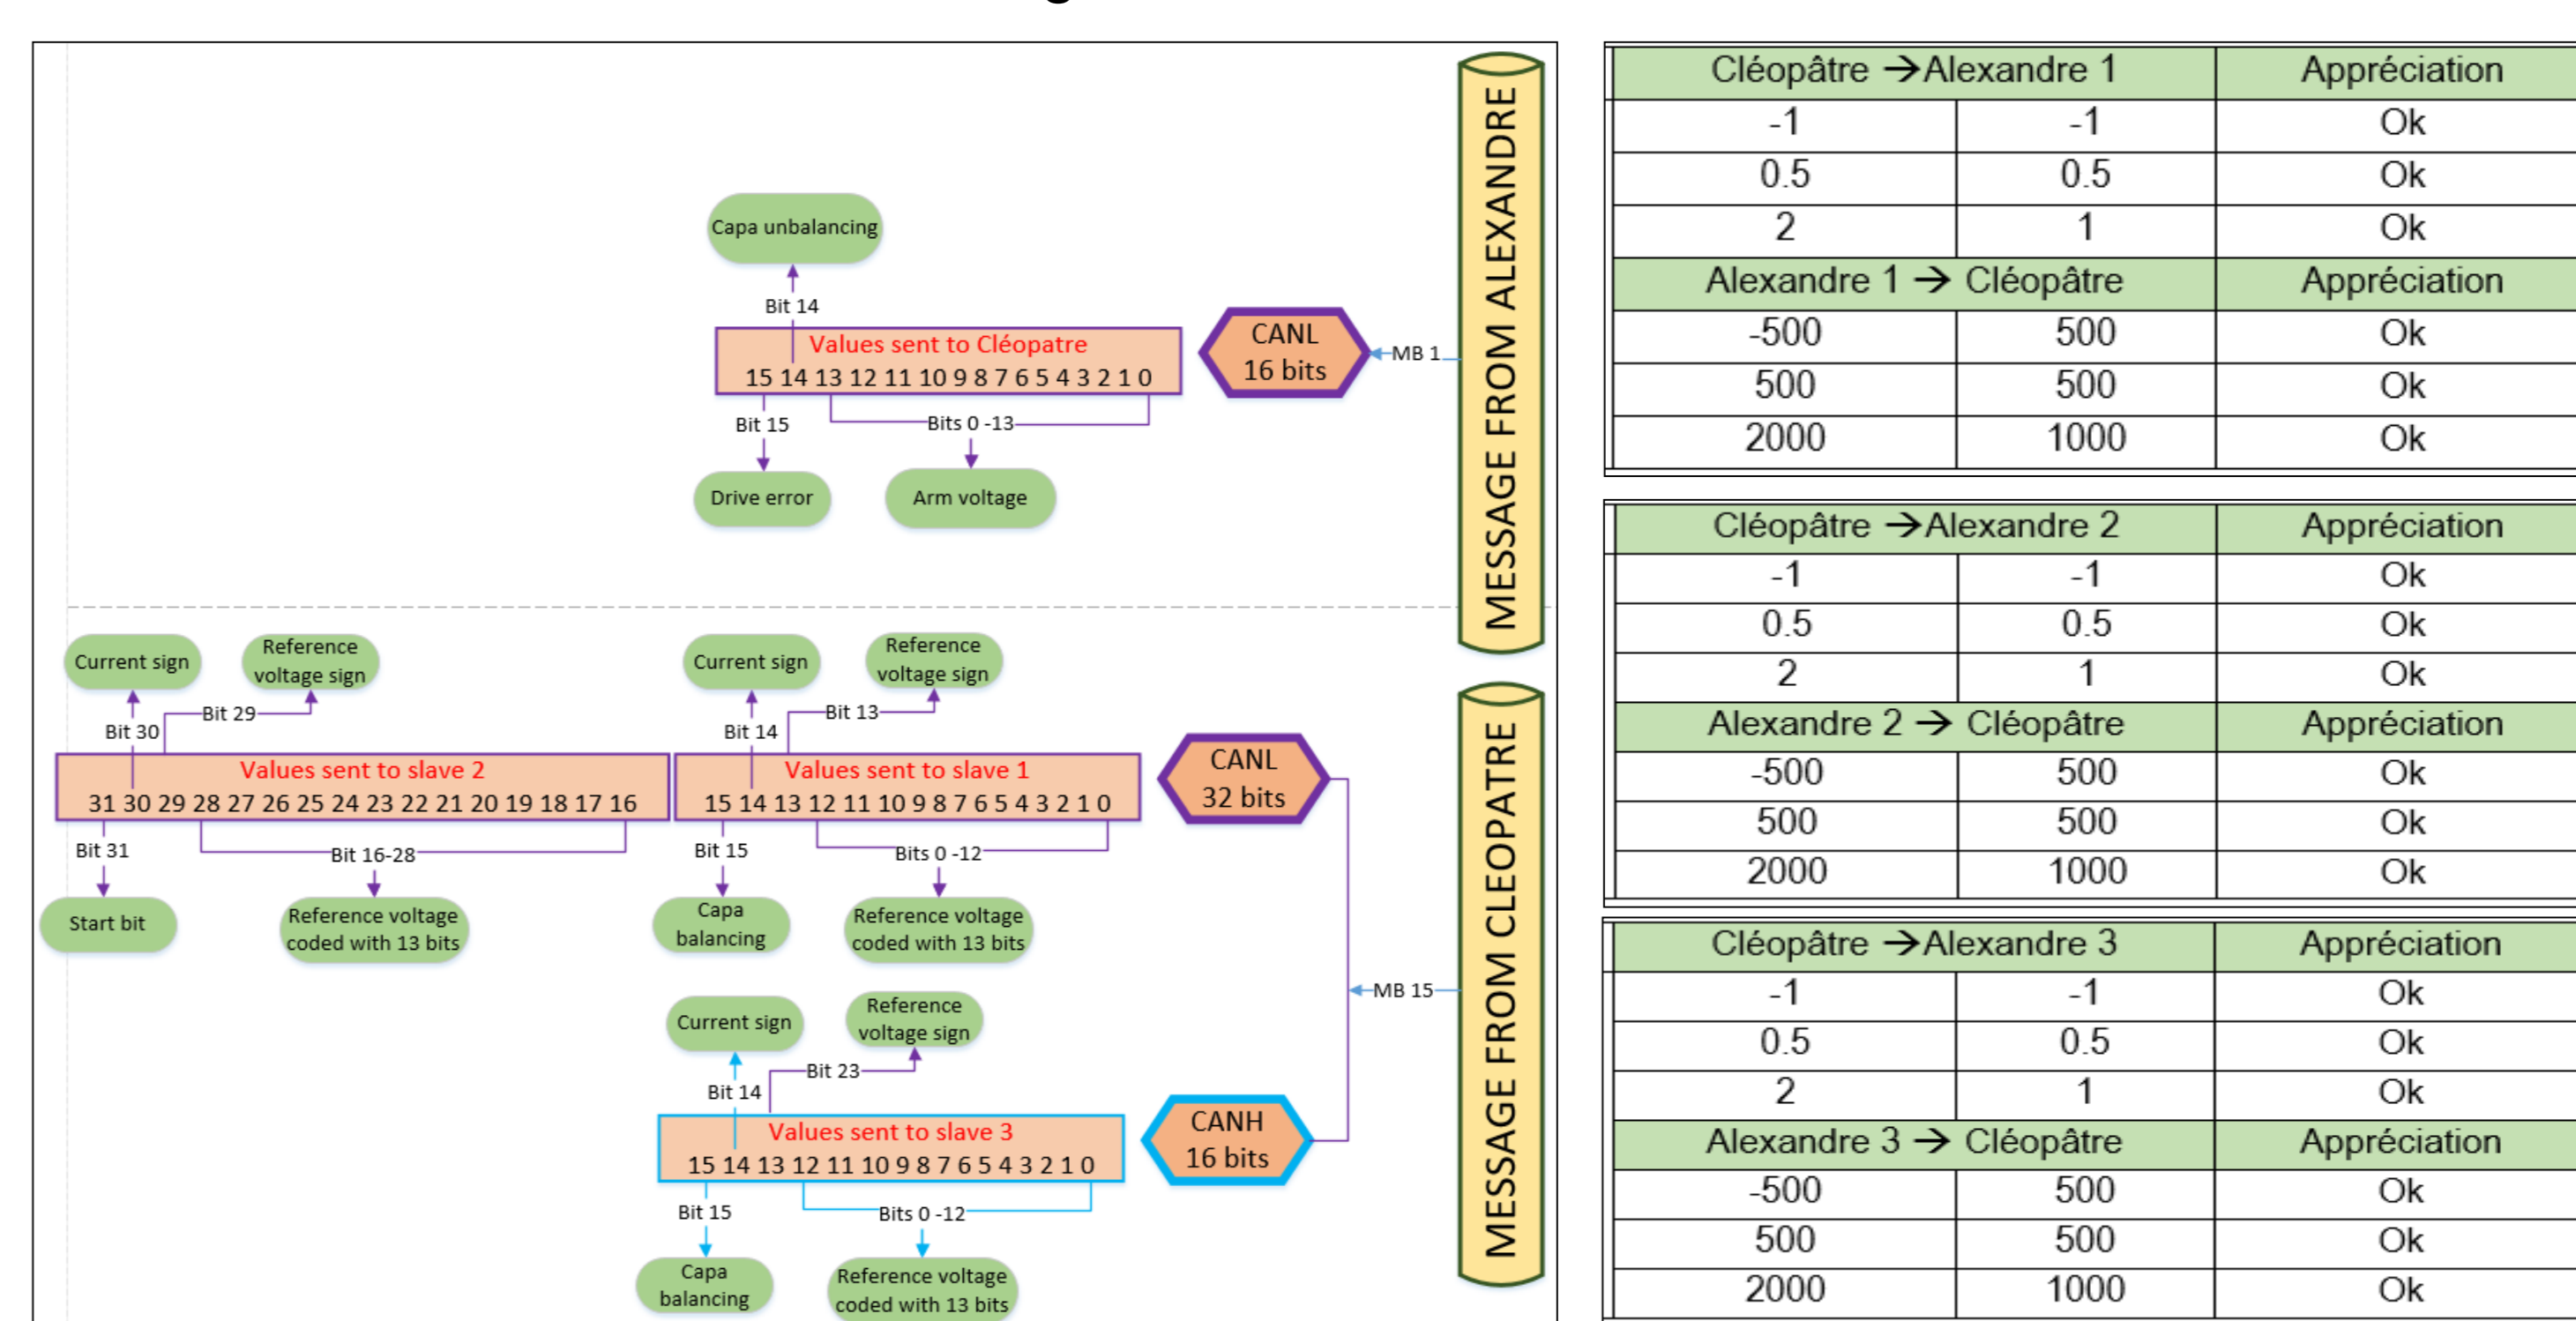 Capa unbalancing
Bit 14
Values sent to Cléopatre
15 14 13 12 11 10 9 8 7 6 5 4 3 2 1 0
Bit 15
Bits 0 -13
Drive error
Arm voltage
CANL
16 bits
MB 1
MESSAGE FROM ALEXANDRE
Current sign
Reference
voltage sign
Bit 30
Bit 29
Values sent to slave 2
31 30 29 28 27 26 25 24 23 22 21 20 19 18 17 16
Bit 31
Bit 16-28
Start bit
Reference voltage
coded with 13 bits
Current sign
Reference
voltage sign
Bit 14
Bit 13
Values sent to slave 1
15 14 13 12 11 10 9 8 7 6 5 4 3 2 1 0
Bit 15
Bits 0 -12
Capa
balancing
Reference voltage
coded with 13 bits
CANL
32 bits
Current sign
Reference
voltage sign
Bit 14
Bit 23
Values sent to slave 3
15 14 13 12 11 10 9 8 7 6 5 4 3 2 1 0
Bit 15
Bits 0 -12
Capa
balancing
Reference voltage
coded with 13 bits
CANH
16 bits
MB 15
MESSAGE FROM CLEOPATRE
Cléopâtre →Alexandre 1 Appréciation
-1 -1 Ok
0.5 0.5 Ok
2 1 Ok
Alexandre 1 → Cléopâtre Appréciation
-500 500 Ok
500 500 Ok
2000 1000 Ok
Cléopâtre →Alexandre 2 Appréciation
-1 -1 Ok
0.5 0.5 Ok
2 1 Ok
Alexandre 2 → Cléopâtre Appréciation
-500 500 Ok
500 500 Ok
2000 1000 Ok
Cléopâtre →Alexandre 3 Appréciation
-1 -1 Ok
0.5 0.5 Ok
2 1 Ok
Alexandre 3 → Cléopâtre Appréciation
-500 500 Ok
500 500 Ok
2000 1000 Ok